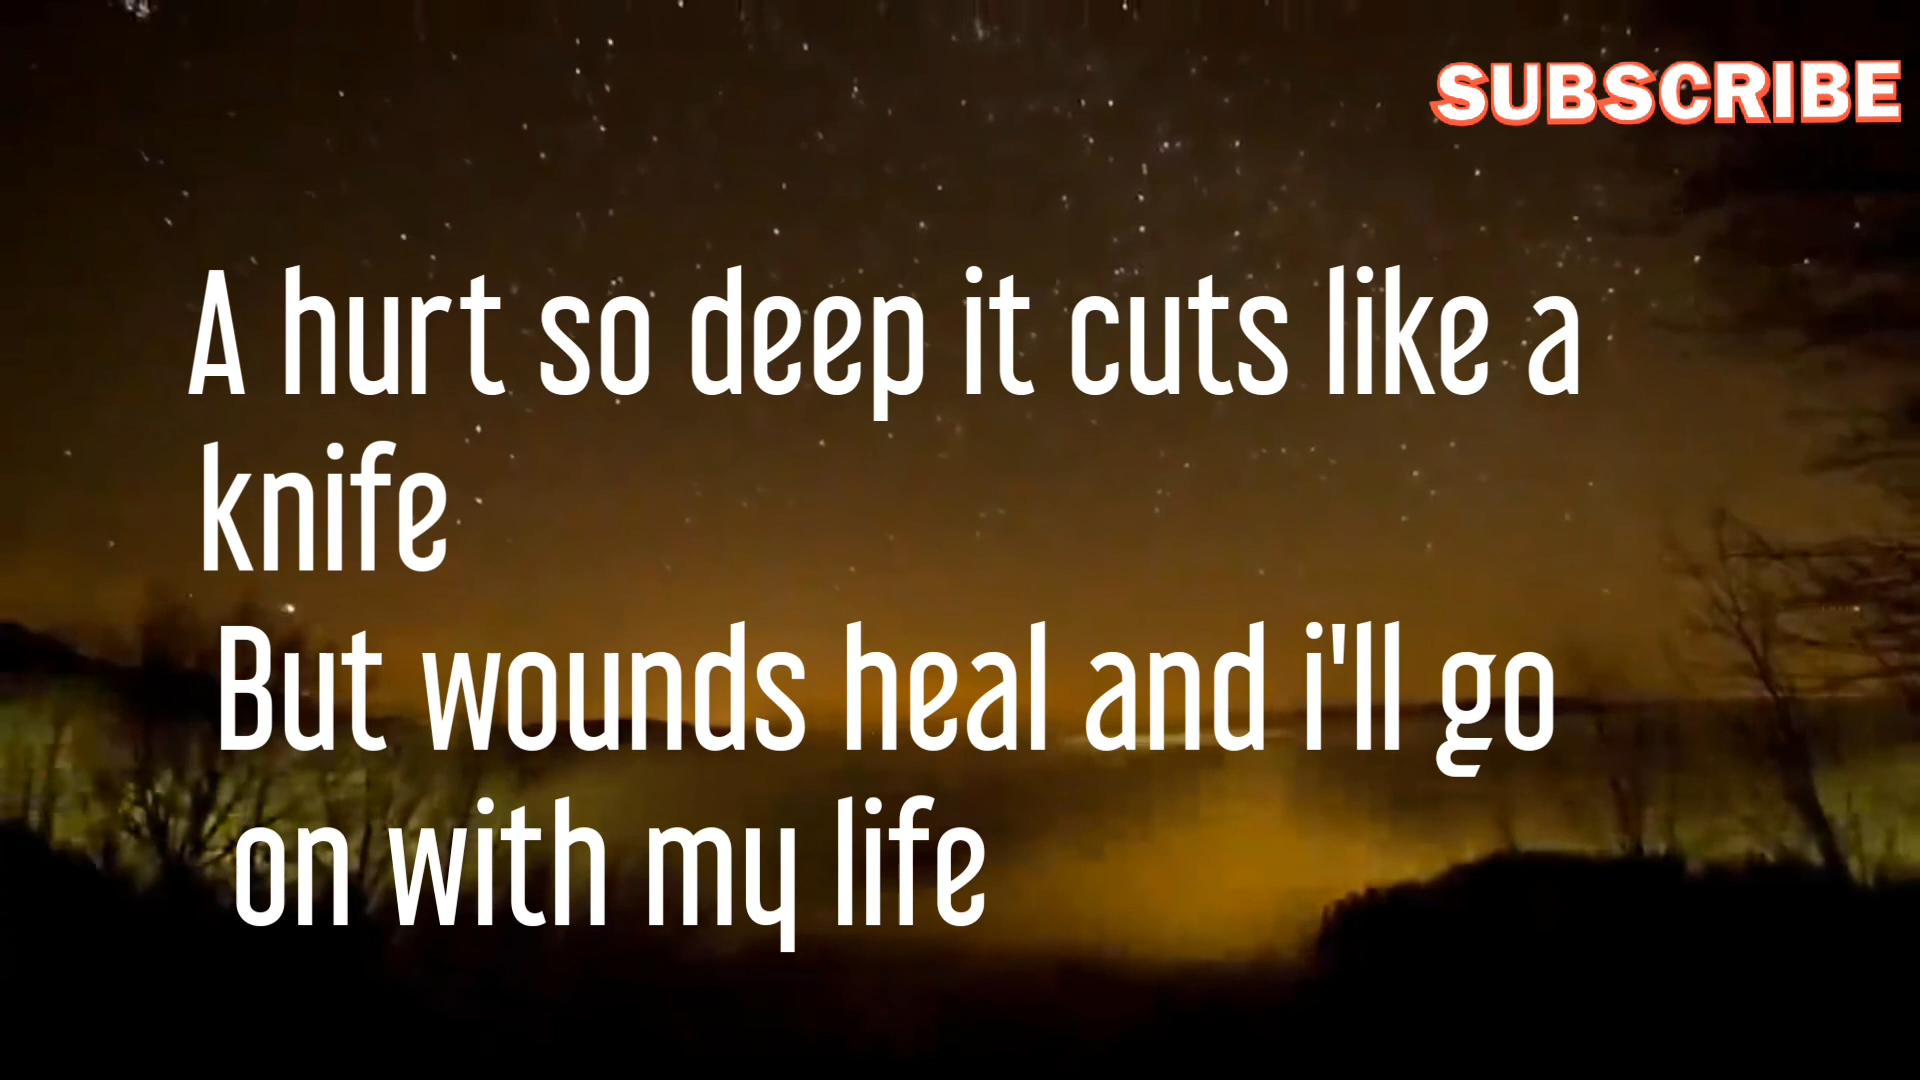 SUBSCRIBE
A hurt so deep it cuts like a
knife
But wounds heal and i'll go
on with my life